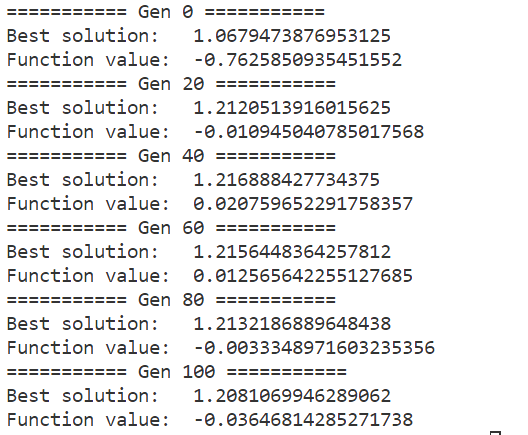 =========== Gen 0 ===========
Best solution:   1.0679473876953125
Function value:  -0.7625850935451552
=========== Gen 20 ===========
Best solution:   1.2120513916015625
Function value:  -0.010945040785017568
=========== Gen 40 ===========
Best solution:   1.216888427734375
Function value:  0.020759652291758357
=========== Gen 60 ===========
Best solution:   1.2156448364257812
Function value:  0.012565642255127685
=========== Gen 80 ===========
Best solution:   1.2132186889648438
Function value:  -0.0033348971603235356
=========== Gen 100 ===========
Best solution:   1.2081069946289062
Function value:  -0.03646814285271738